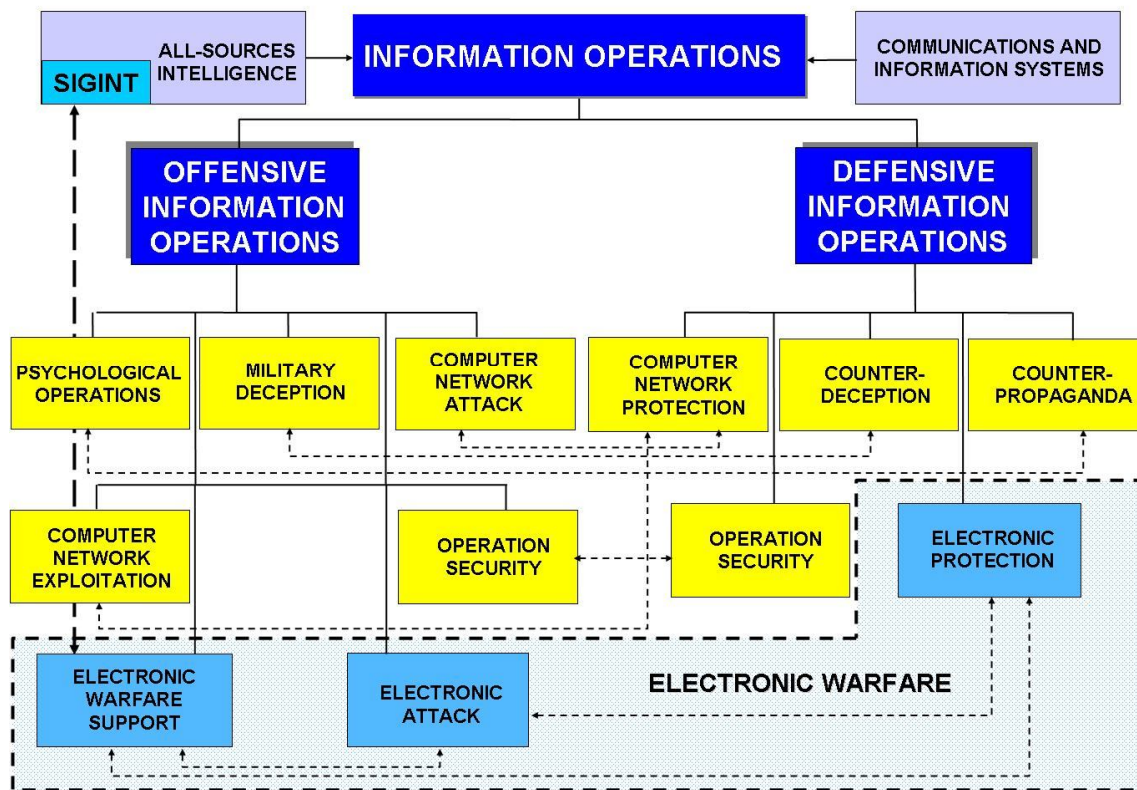 ALL-SOURCES
INTELLIGENCE
SIGINT
INFORMATION OPERATIONS
COMMUNICATIONS AND
INFORMATION SYSTEMS
OFFENSIVE
INFORMATION
OPERATIONS
DEFENSIVE
INFORMATION
OPERATIONS
PSYCHOLOGICAL
OPERATIONS
MILITARY
DECEPTION
COMPUTER
NETWORK
ATTACK
COMPUTER
NETWORK
PROTECTION
COUNTER-
DECEPTION
COUNTER-
PROPAGANDA
COMPUTER
NETWORK
EXPLOITATION
OPERATION
SECURITY
OPERATION
SECURITY
ELECTRONIC
PROTECTION
ELECTRONIC
WARFARE
SUPPORT
ELECTRONIC
ATTACK
ELECTRONIC WARFARE